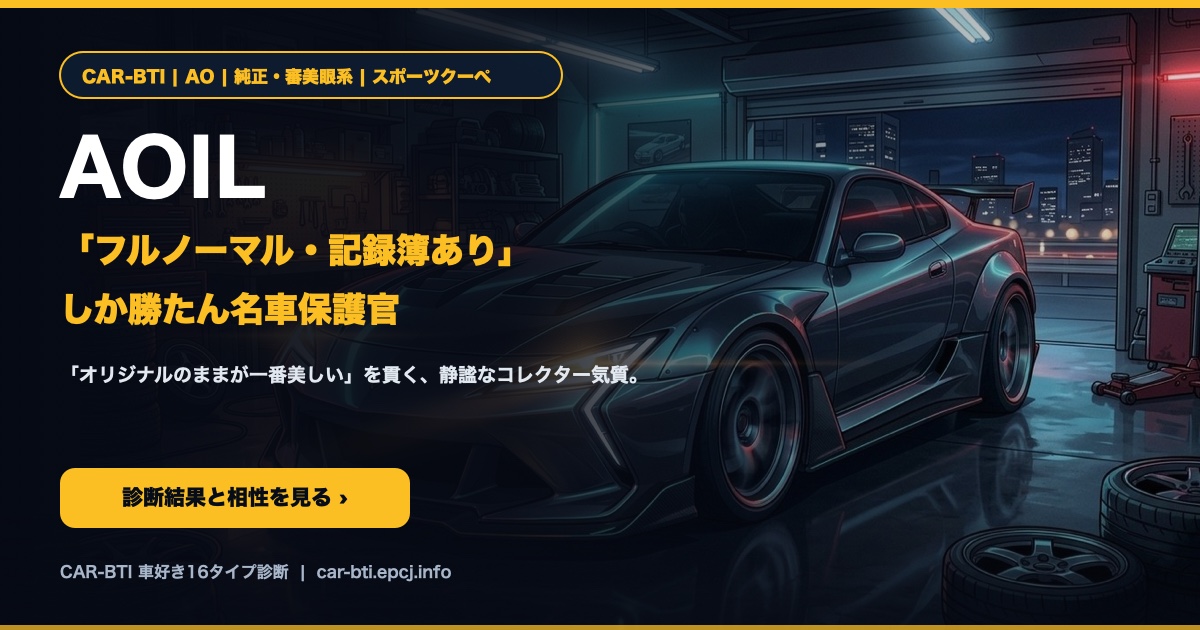 CAR-BTI | AO | 純正・審美眼系 | スポーツクーペ
AOIL
「フルノーマル・記録簿あり」
しか勝たん名車保護官
「オリジナルのままが一番美しい」を貫く、静謐なコレクター気質。
診断結果と相性を見る ›
CAR-BTI 車好き16タイプ診断 | car-bti.epcj.info